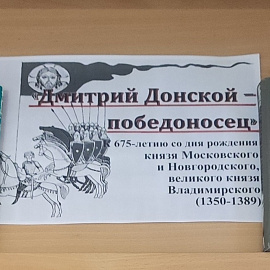 «Дмитрий Донской –
победоносец»
К 675-летию со дня рождения
князя Московского
и Новгородского,
великого князя
Владимирского
(1350-1389)